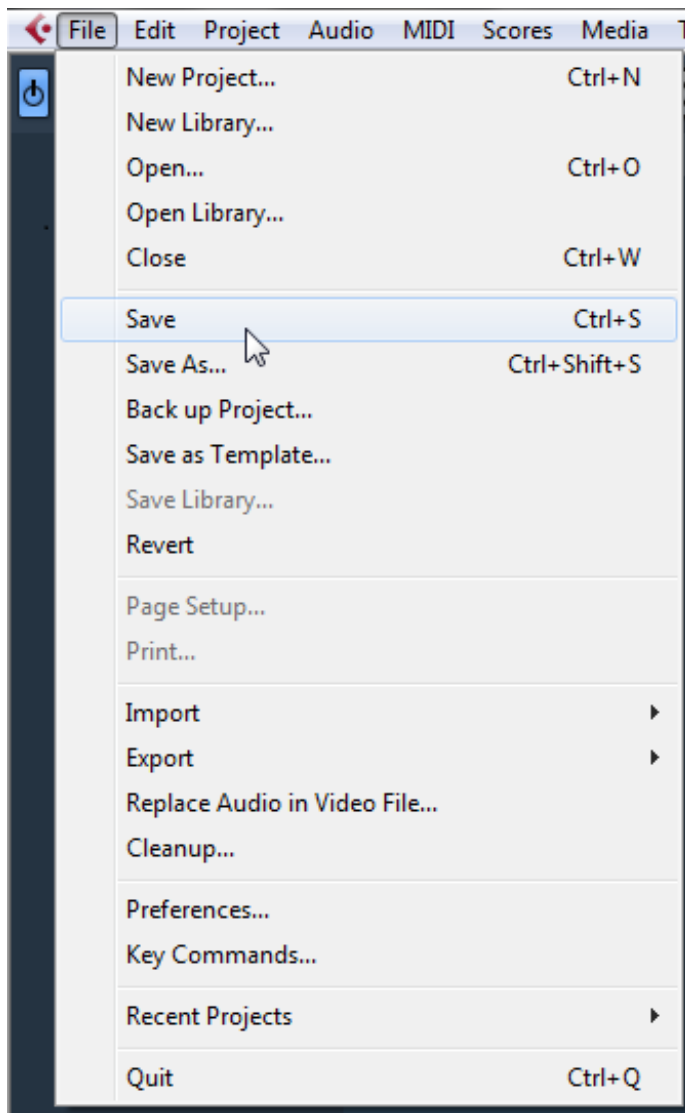 File Edit Project Audio MIDI Scores Media
New Project... Ctrl+N
New Library...
Open... Ctrl+O
Open Library...
Close Ctrl+W
Save Ctrl+S
Save As... Ctrl+Shift+S
Back up Project...
Save as Template...
Save Library...
Revert
Page Setup...
Print...
Import
Export
Replace Audio in Video File...
Cleanup...
Preferences...
Key Commands...
Recent Projects
Quit Ctrl+Q